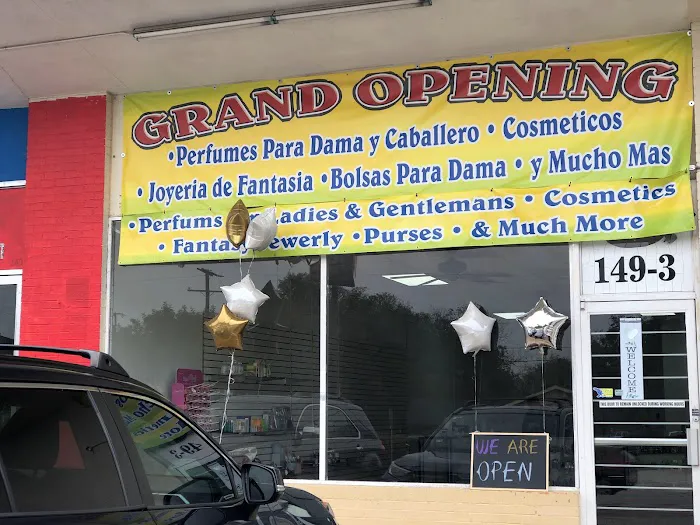 GRAND OPENING
•Perfumes Para Dama y Caballero • Cosmeticos
• Joyeria de Fantasia •Bolsas Para Dama • y Mucho Mas
•Perfums Ladies & Gentlemans • Cosmetics
• Fantasy Jewerly •Purses • & Much More
149-3
WELCOME
WE ARE
OPEN